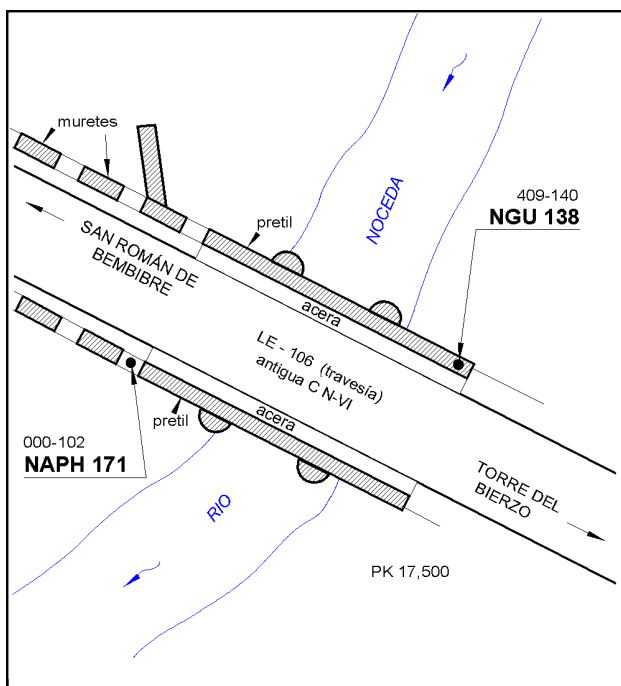 muretes
409-140
NGU 138
NOCEDA
pretil
SAN ROMÁN DE
BEMBIBRE
acera
LE - 106 (travesía)
antigua C N-VI
acera
pretil
000-102
NAPH 171
RIO
TORRE DEL
BIERZO
PK 17,500